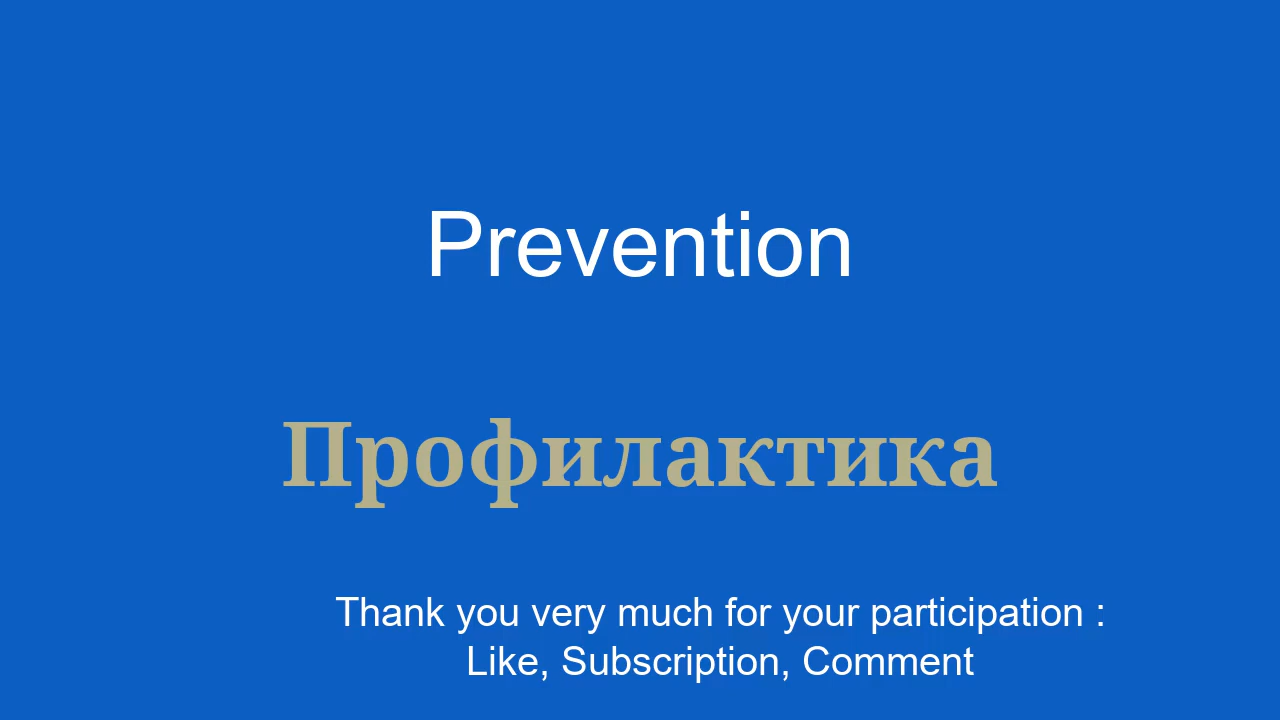 Prevention
Профилактика
Thank you very much for your participation :
Like, Subscription, Comment